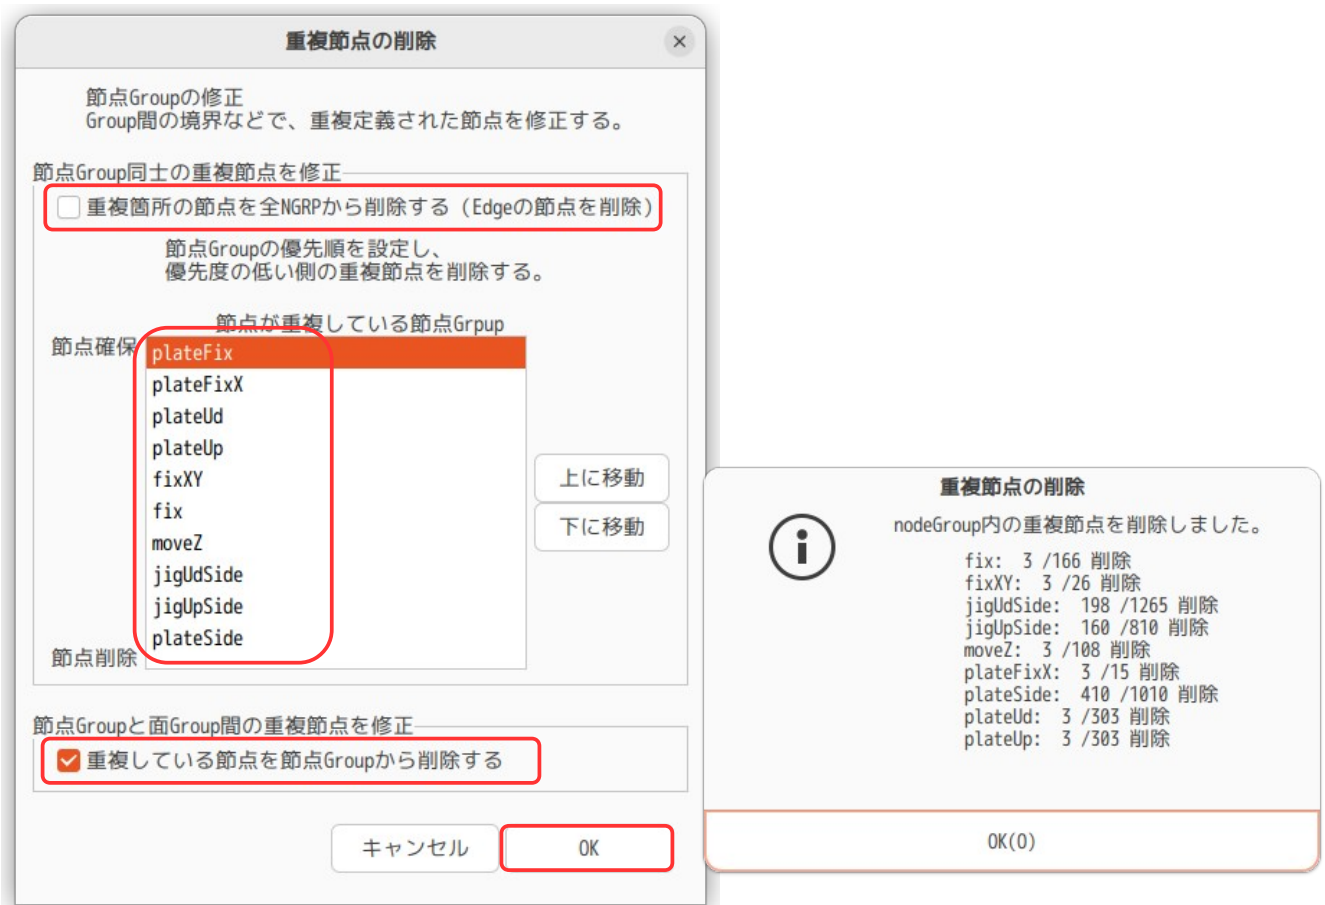 重複節点の削除
節点Groupの修正
Group間の境界などで、重複定義された節点を修正する。
節点Group同士の重複節点を修正
重複箇所の節点を全NGRPから削除する（Edgeの節点を削除）
節点Groupの優先順を設定し、
優先度の低い側の重複節点を削除する。
節点が重複している節点Grpup
節点確保
plateFix
plateFixX
plateUd
plateUp
fixXY
fix
moveZ
jigUdSide
jigUpSide
plateSide
節点削除
上に移動
下に移動
節点Groupと面Group間の重複節点を修正
重複している節点を節点Groupから削除する
キャンセル
OK
重複節点の削除
nodeGroup内の重複節点を削除しました。
fix: 3 /166 削除
fixXY: 3 /26 削除
jigUdSide: 198 /1265 削除
jigUpSide: 160 /810 削除
moveZ: 3 /108 削除
plateFixX: 3 /15 削除
plateSide: 410 /1010 削除
plateUd: 3 /303 削除
plateUp: 3 /303 削除
OK(O)